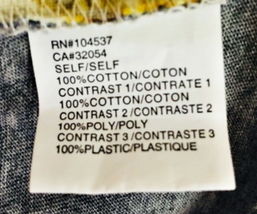 RN#104537
CA#32054
SELF/SELF
100%COTTON/COTON
CONTRAST 1/CONTRATE 1
100%COTTON/COTON
CONTRAST 2/CONTRASTE 2
100%POLY/POLY
CONTRAST 3/CONTRASTE 3
100%PLASTIC/PLASTIQUE